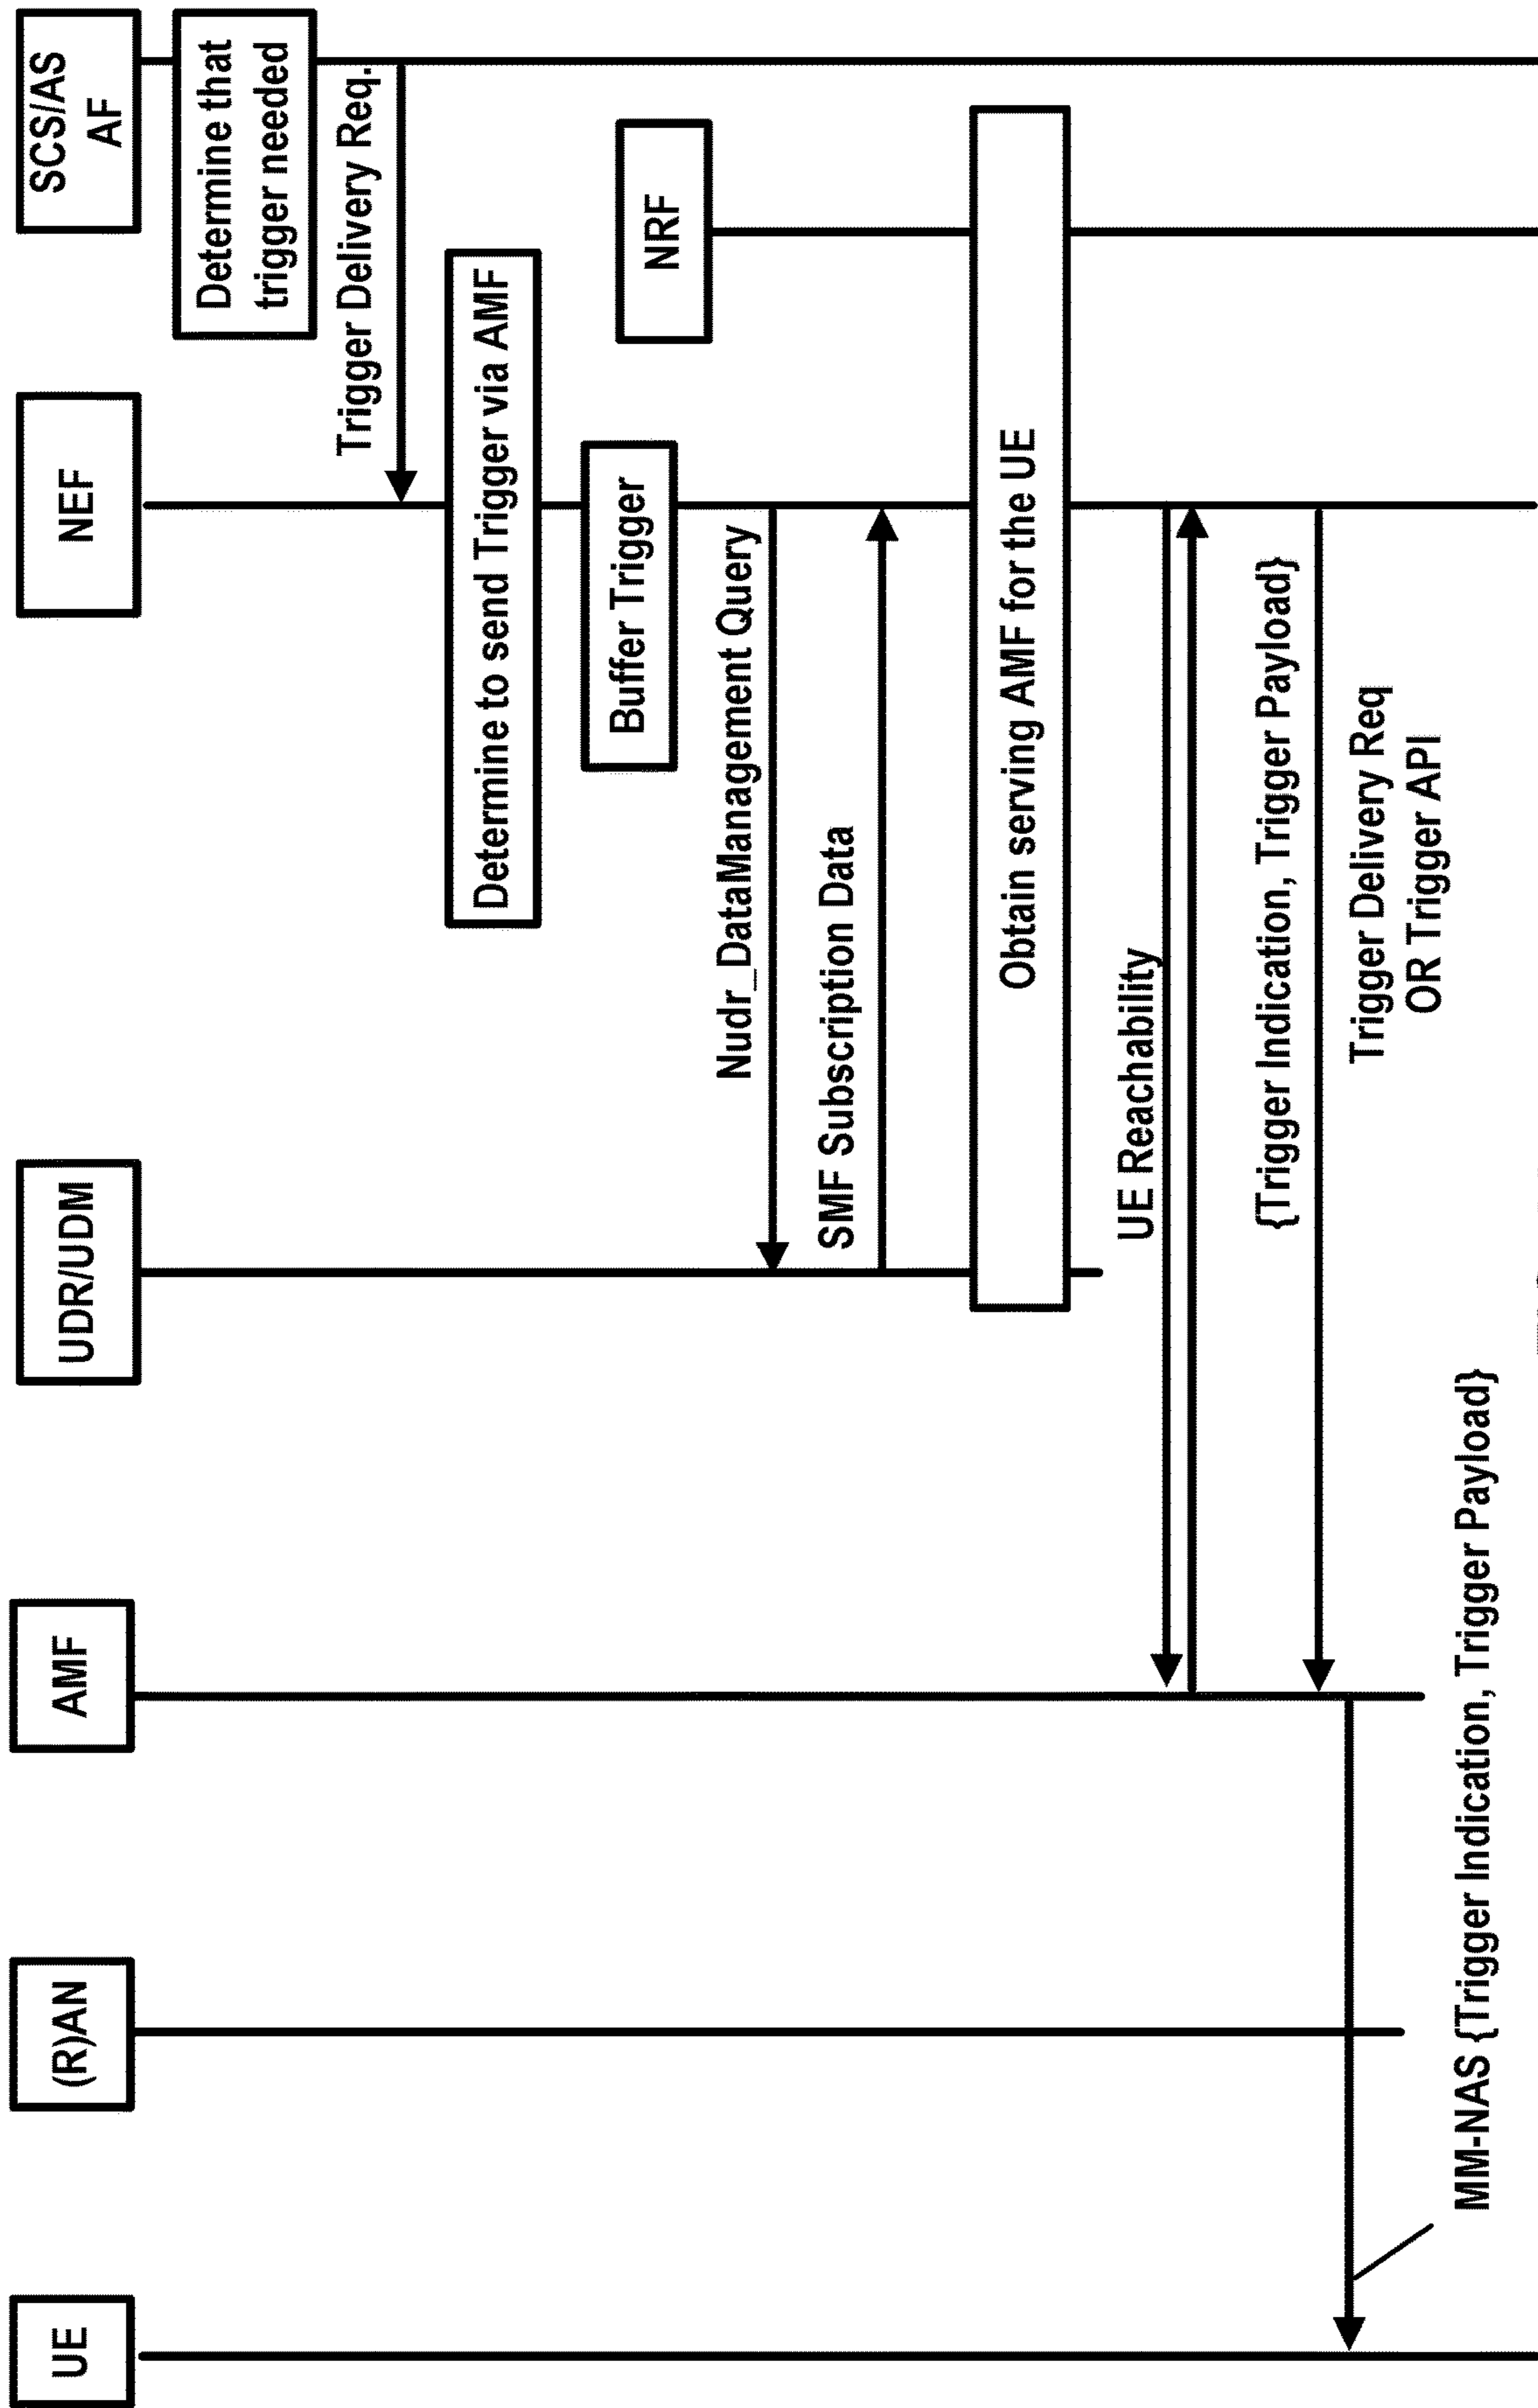 UE
(R)AN
AMF
UDR/UDM
NEF
SCS/AS
AF
Determine that
trigger needed
Trigger Delivery Req.
Determine to send Trigger via AMF
Buffer Trigger
NRF
Nudr_DataManagement Query
SMF Subscription Data
Obtain serving AMF for the UE
UE Reachability
{Trigger Indication, Trigger Payload}
Trigger Delivery Req
OR Trigger API
MM-NAS {Trigger Indication, Trigger Payload}